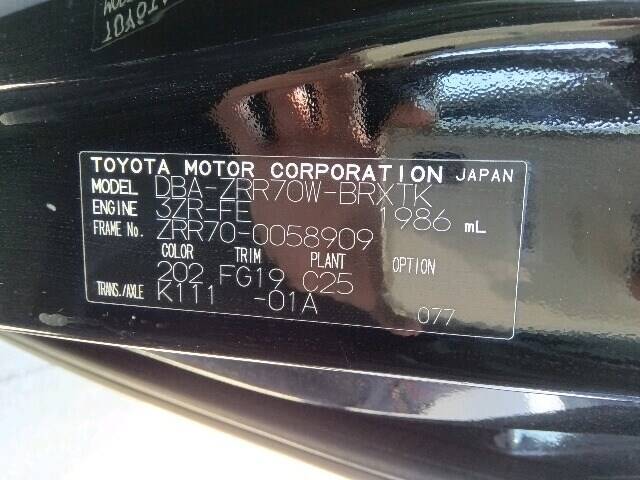 TOYOTA MOTOR CORPORATION JAPAN
MODEL DBA-ZRR70W-BRXTK
ENGINE 3ZR-FE 1986 mL
FRAME No. ZRR70-0058909
COLOR TRIM PLANT OPTION
202 FG19 C25
TRANS./AXLE K111 -01A 077